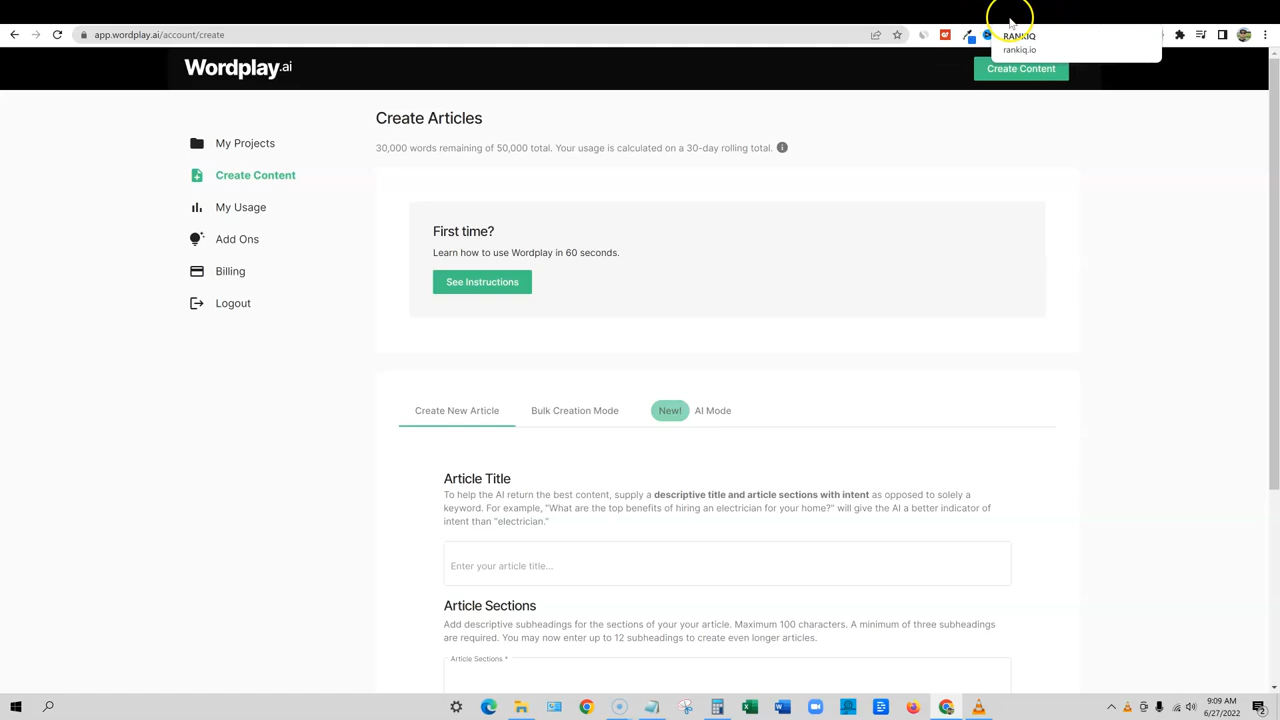 app.wordplay.ai/account/create
RANKIQ
rankiq.io
Wordplay.ai
Create Content
My Projects
Create Content
My Usage
Add Ons
Billing
Logout
Create Articles
30,000 words remaining of 50,000 total. Your usage is calculated on a 30-day rolling total.
First time?
Learn how to use Wordplay in 60 seconds.
See Instructions
Create New Article
Bulk Creation Mode
New! AI Mode
Article Title
To help the AI return the best content, supply a descriptive title and article sections with intent as opposed to solely a
keyword. For example, "What are the top benefits of hiring an electrician for your home?" will give the AI a better indicator of
intent than "electrician."
Enter your article title...
Article Sections
Add descriptive subheadings for the sections of your your article. Maximum 100 characters. A minimum of three subheadings
are required. You may now enter up to 12 subheadings to create even longer articles.
Article Sections *
9:09 AM
6/27/2022